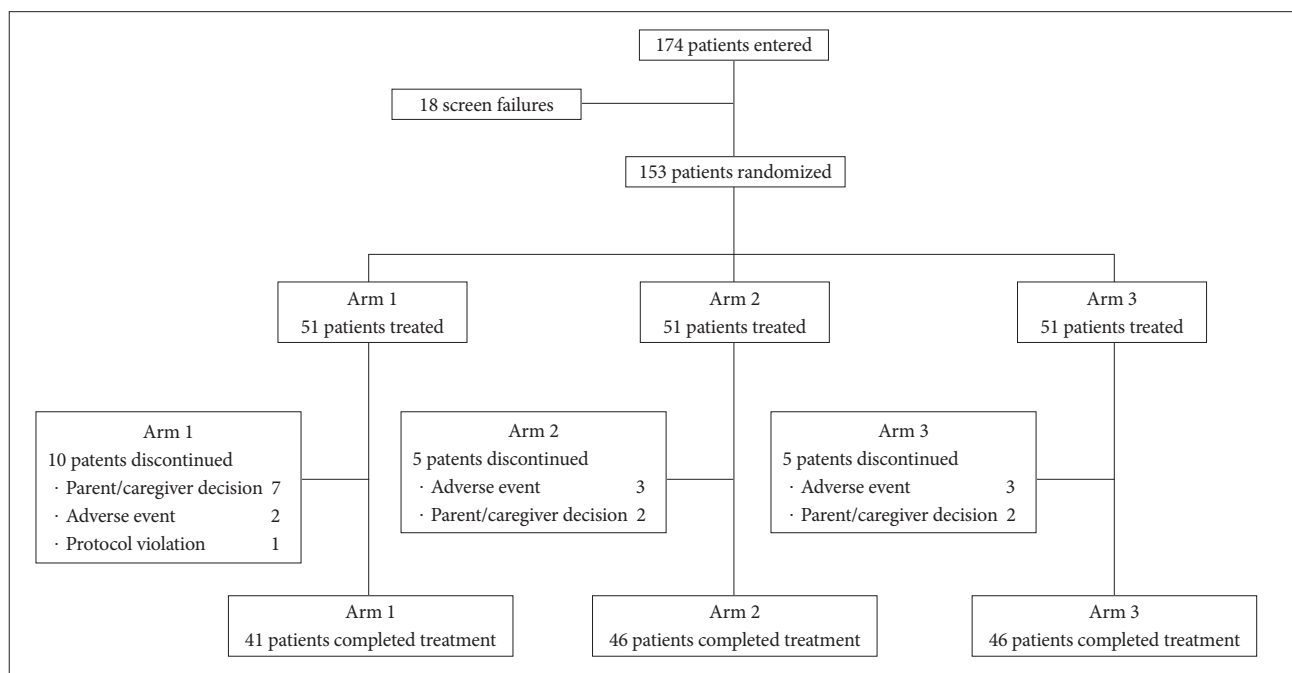 174 patients entered
18 screen failures
153 patients randomized
Arm 1
51 patients treated
Arm 2
51 patients treated
Arm 3
51 patients treated
Arm 1
10 patents discontinued
· Parent/caregiver decision 7
· Adverse event 2
· Protocol violation 1
Arm 2
5 patents discontinued
· Adverse event 3
· Parent/caregiver decision 2
Arm 3
5 patents discontinued
· Adverse event 3
· Parent/caregiver decision 2
Arm 1
41 patients completed treatment
Arm 2
46 patients completed treatment
Arm 3
46 patients completed treatment